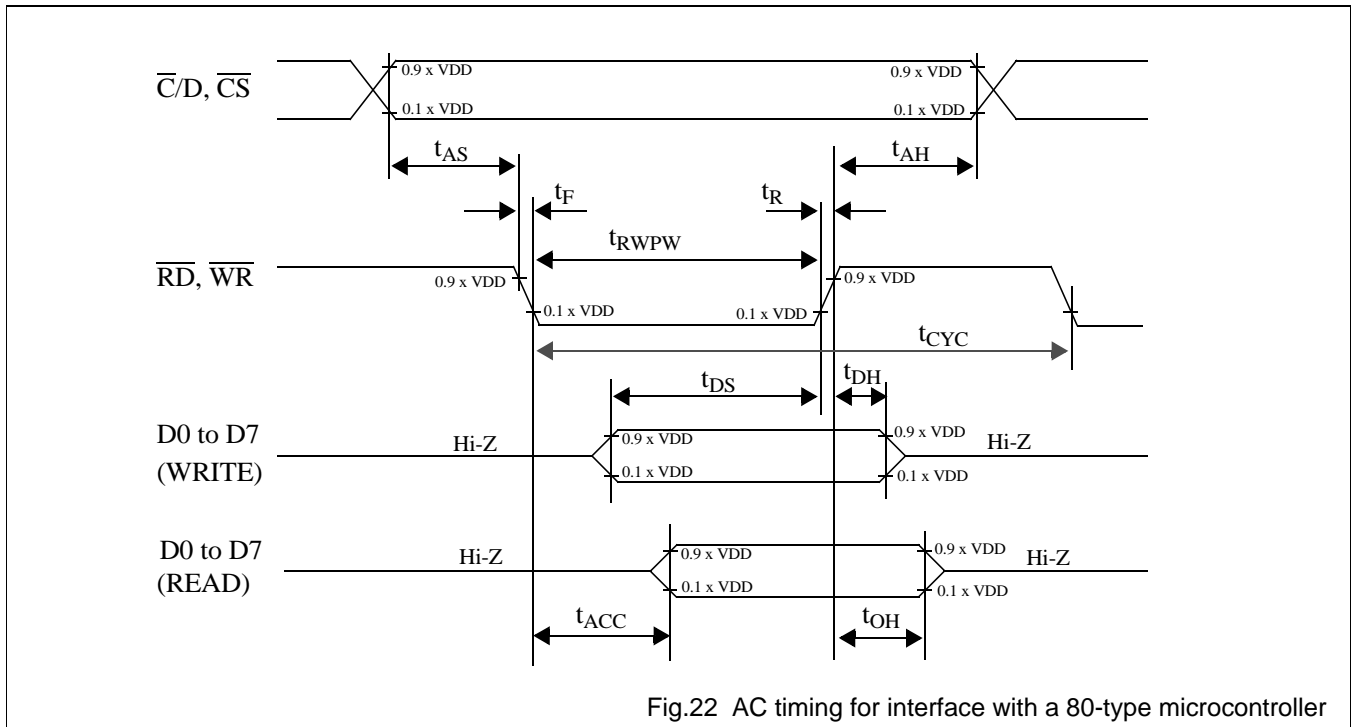 C̅/D, C̅S̅
0.9 x VDD
0.9 x VDD
0.1 x VDD
0.1 x VDD
tAS
tAH
tF
tR
tRWPW
R̅D̅, W̅R̅
0.9 x VDD
0.9 x VDD
0.1 x VDD
0.1 x VDD
tCYC
tDS
tDH
D0 to D7
(WRITE)
Hi-Z
0.9 x VDD
0.9 x VDD
Hi-Z
0.1 x VDD
0.1 x VDD
D0 to D7
(READ)
Hi-Z
0.9 x VDD
0.9 x VDD
Hi-Z
0.1 x VDD
0.1 x VDD
tACC
tOH
Fig.22 AC timing for interface with a 80-type microcontroller